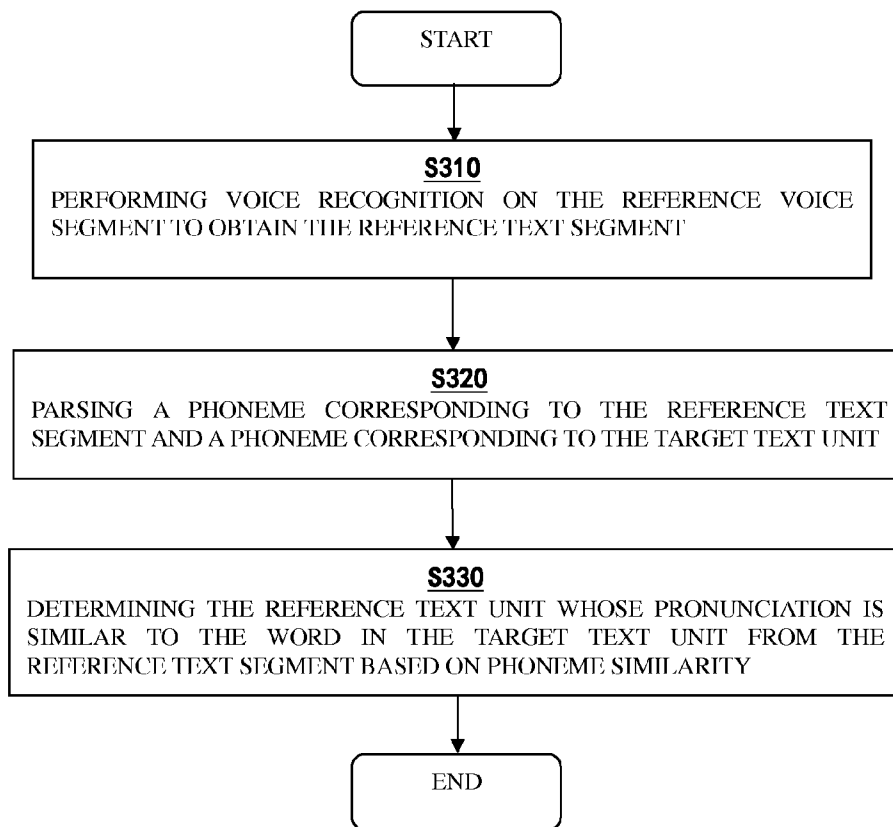 START
S310
PERFORMING VOICE RECOGNITION ON THE REFERENCE VOICE
SEGMENT TO OBTAIN THE REFERENCE TEXT SEGMENT
S320
PARSING A PHONEME CORRESPONDING TO THE REFERENCE TEXT
SEGMENT AND A PHONEME CORRESPONDING TO THE TARGET TEXT UNIT
S330
DETERMINING THE REFERENCE TEXT UNIT WHOSE PRONUNCIATION IS
SIMILAR TO THE WORD IN THE TARGET TEXT UNIT FROM THE
REFERENCE TEXT SEGMENT BASED ON PHONEME SIMILARITY
END